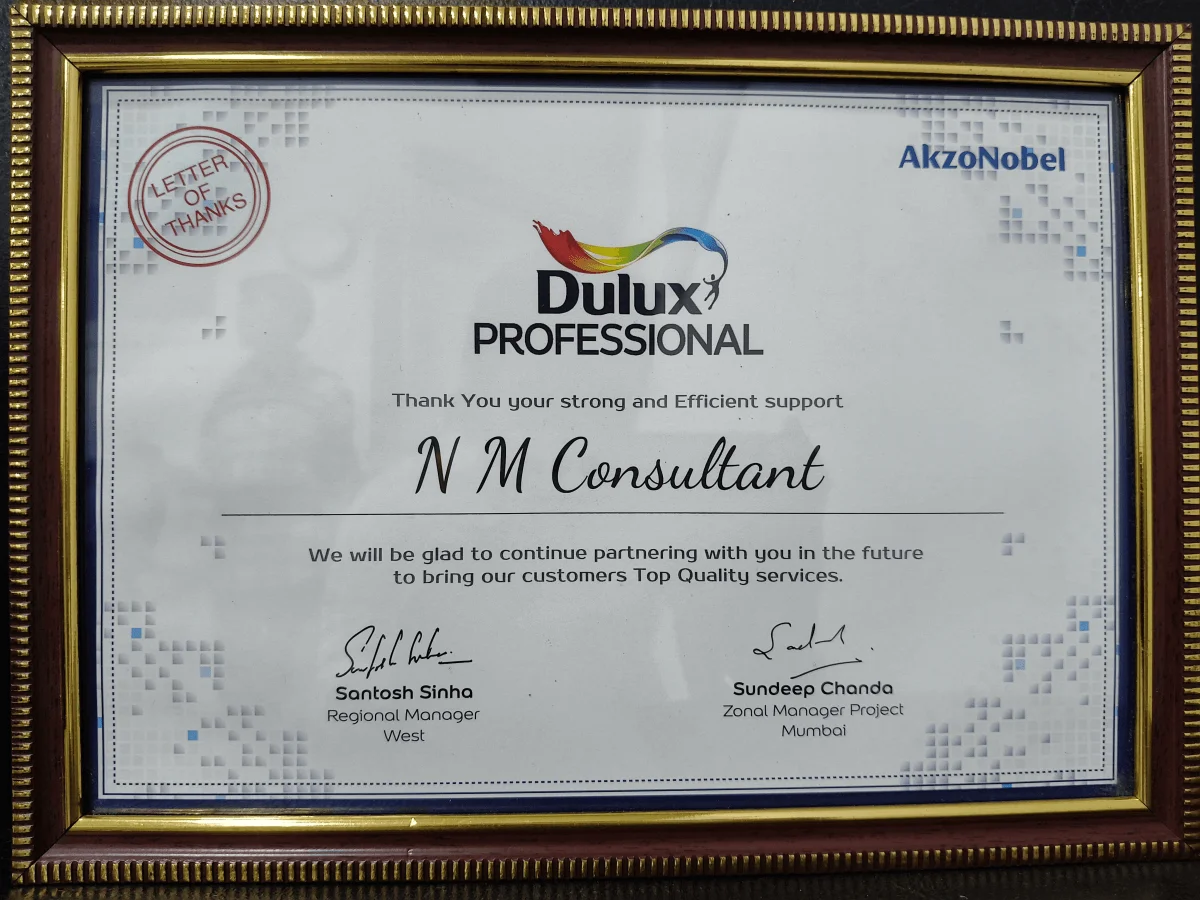 LETTER
OF
THANKS
AkzoNobel
Dulux
PROFESSIONAL
Thank You your strong and Efficient support
N M Consultant
We will be glad to continue partnering with you in the future
to bring our customers Top Quality services.
Santosh Sinha
Regional Manager
West
Sundeep Chanda
Zonal Manager Project
Mumbai